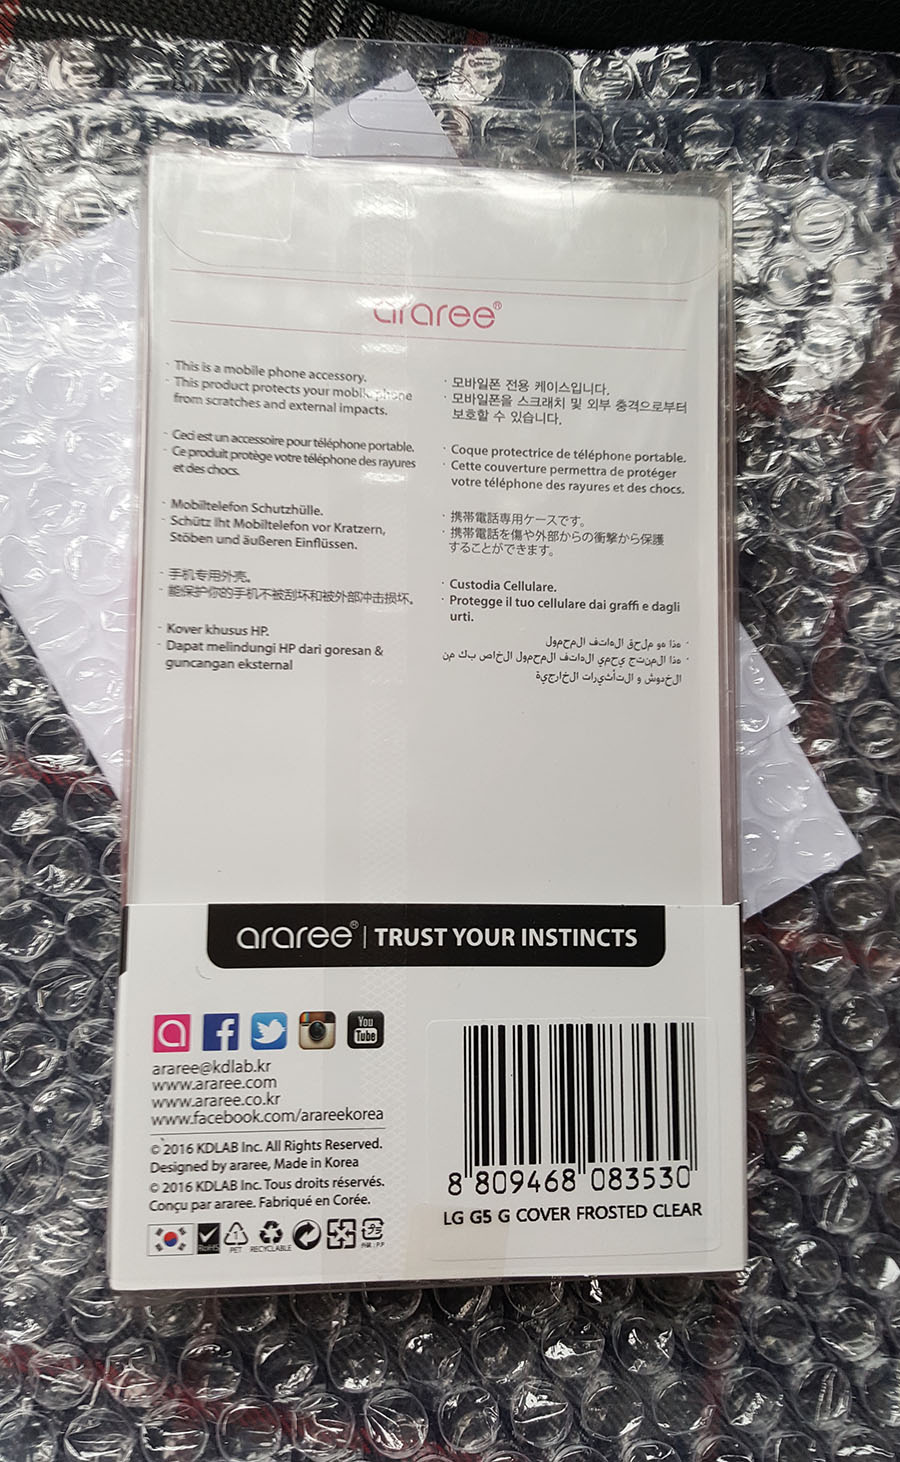 araree®
· This is a mobile phone accessory.
· This product protects your mobile phone
from scratches and external impacts.
· Ceci est un accessoire pour téléphone portable.
· Ce produit protège votre téléphone des rayures
et des chocs.
· Mobiltelefon Schutzhülle.
· Schütz Iht Mobiltelefon vor Kratzern,
Stöben und äußeren Einflüssen.
· 手机专用外壳。
· 能保护你的手机不被刮坏和被外部冲击损坏。
· Kover khusus HP.
· Dapat melindungi HP dari goresan &
guncangan eksternal
· 모바일폰 전용 케이스입니다.
· 모바일폰을 스크래치 및 외부 충격으로부터
보호할 수 있습니다.
· Coque protectrice de téléphone portable.
· Cette couverture permettra de protéger
votre téléphone des rayures et des chocs.
· 携帯電話専用ケースです。
· 携帯電話を傷や外部からの衝撃から保護
することができます。
· Custodia Cellulare.
· Protegge il tuo cellulare dai graffi e dagli
urti.
· هذا هو ملحق الهاتف المحمول
· هذا المنتج يحمي الهاتف المحمول الخاص بك من
الخدوش و التأثيرات الخارجية
araree® | TRUST YOUR INSTINCTS
You
Tube
araree@kdlab.kr
www.araree.com
www.araree.co.kr
www.facebook.com/arareekorea
© 2016 KDLAB Inc. All Rights Reserved.
Designed by araree, Made in Korea
© 2016 KDLAB Inc. Tous droits réservés.
Conçu par araree. Fabriqué en Corée.
RoHS
1
PET
RECYCLABLE
プラ
8 809468 083530
LG G5 G COVER FROSTED CLEAR